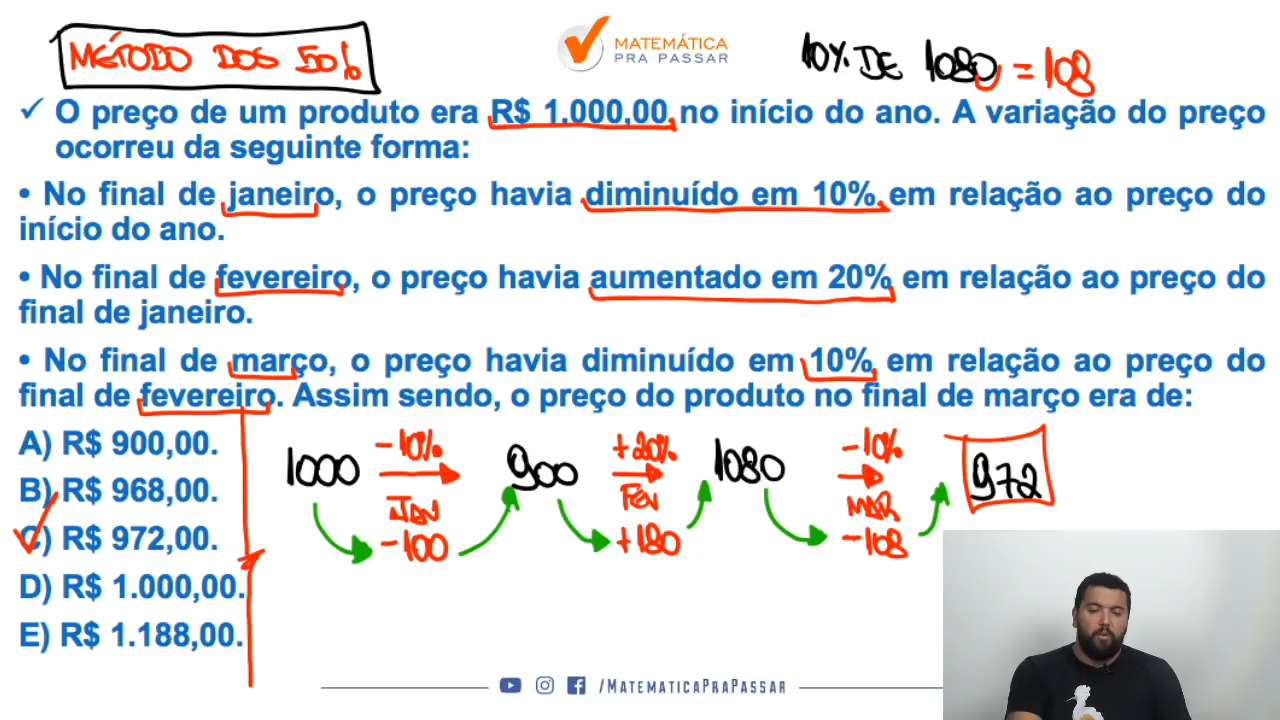 MÉTODO DOS 50%
MATEMÁTICA
PRA PASSAR
10% DE 1080 = 108
✓ O preço de um produto era R$ 1.000,00, no início do ano. A variação do preço
ocorreu da seguinte forma:
• No final de janeiro, o preço havia diminuído em 10%, em relação ao preço do
início do ano.
• No final de fevereiro, o preço havia aumentado em 20% em relação ao preço do
final de janeiro.
• No final de março, o preço havia diminuído em 10%, em relação ao preço do
final de fevereiro. Assim sendo, o preço do produto no final de março era de:
A) R$ 900,00.
B) R$ 968,00.
C) R$ 972,00.
D) R$ 1.000,00.
E) R$ 1.188,00.
-10% +20% -10%
1000 900 1080 972
JAN FEV MAR
-100 +180 -108
/MATEMATICAPRAPASSAR